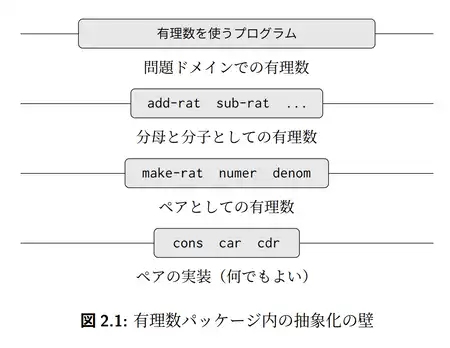 有理数を使うプログラム
問題ドメインでの有理数
add-rat sub-rat ...
分母と分子としての有理数
make-rat numer denom
ペアとしての有理数
cons car cdr
ペアの実装（何でもよい）
図 2.1: 有理数パッケージ内の抽象化の壁